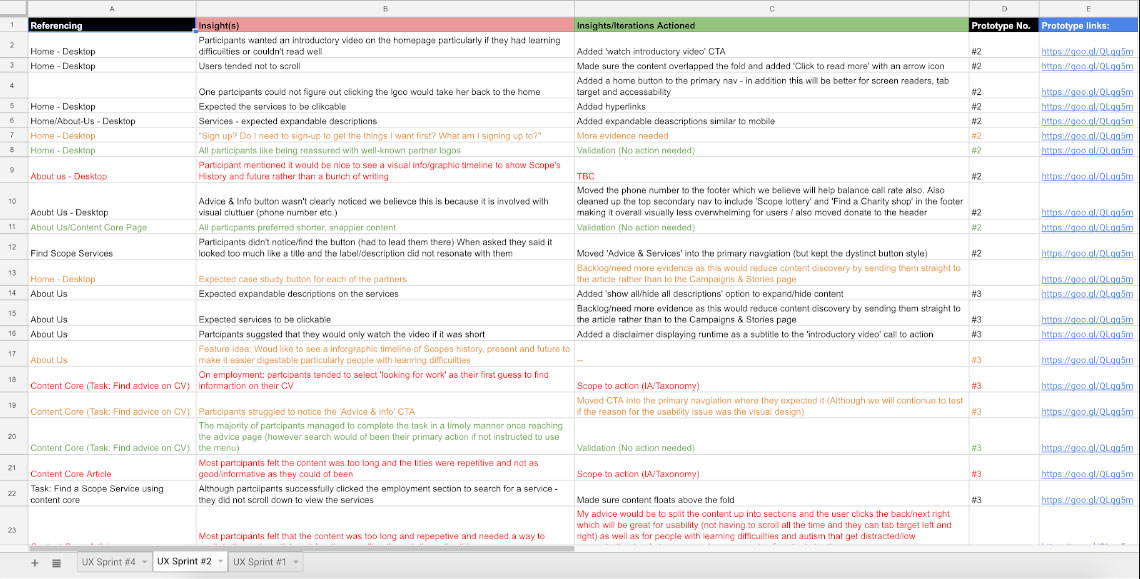 A B C D E
1 Referencing Insight(s) Insights/Iterations Actioned Prototype No. Prototype links:
Participants wanted an introductory video on the homepage particularly if they had learning
2 Home - Desktop difficulties or couldn't read well Added 'watch introductory video' CTA #2 https://goo.gl/QLqg5m
3 Home - Desktop Users tended not to scroll Made sure the content overlapped the fold and added 'Click to read more' with an arrow icon #2 https://goo.gl/QLqg5m
Added a home button to the primary nav - in addition this will be better for screen readers, tab
4 Home - Desktop One partcipants could not figure out clicking the lgoo would take her back to the home target and accessability #2 https://goo.gl/QLqg5m
5 Home - Desktop Expected the services to be clikcable Added hyperlinks #2 https://goo.gl/QLqg5m
6 Home/About-Us - Desktop Services - expected expandable descriptions Added expandable deascriptions similar to mobile #2 https://goo.gl/QLqg5m
7 Home - Desktop "Sign up? Do I need to sign-up to get the things I want first? What am I signing up to?" More evidence needed #2 https://goo.gl/QLqg5m
8 Home - Desktop All participants like being reassured with well-known partner logos Validation (No action needed) #2 https://goo.gl/QLqg5m
Participant mentioned it would be nice to see a visual info/graphic timeline to show Scope's
9 About us - Desktop History and future rather than a bunch of writing TBC #2 https://goo.gl/QLqg5m
Moved the phone number to the footer which we believe will help balance call rate also. Also
Advice & Info button wasn't clearly noticed we believce this is because it is involved with cleaned up the top secondary nav to include 'Scope lottery' and 'Find a Charity shop' in the footer
10 Aoubt Us - Desktop visual cluttuer (phone number etc.) making it overall visually less overwhelming for users / also moved donate to the header #2 https://goo.gl/QLqg5m
11 About Us/Content Core Page All particpants preferred shorter, snappier content Validation (No action needed) #2 https://goo.gl/QLqg5m
Participants didn't notice/find the button (had to lead them there) When asked they said it
12 Find Scope Services looked too much like a title and the label/description did not resonate with them Moved 'Advice & Services' into the primary navgiation (but kept the dystinct button style) #2 https://goo.gl/QLqg5m
Backlog/need more evidence as this would reduce content discovery by sending them straight to
13 Home - Desktop Expected case stuidy button for each of the partners the article rather than to the Campaigns & Stories page https://goo.gl/QLqg5m
14 About Us Expected expandable descriptions on the services Added 'show all/hide all descriptions' option to expand/hide content #3 https://goo.gl/QLqg5m
Backlog/need more evidence as this would reduce content discovery by sending them straight to
15 About Us Expected services to be clickable the article rather than to the Campaigns & Stories page #3 https://goo.gl/QLqg5m
16 About Us Participants suggsted that they would only watch the video if it was short Added a disclaimer displaying runtime as a subtitle to the 'introductory video' call to action #3 https://goo.gl/QLqg5m
Feature idea: Woud like to see a inforgraphic timeline of Scopes history, present and future to
17 About Us make it easier digestable particularly people with leanring difficuilties -- #3 https://goo.gl/QLqg5m
On employment: partcipants tended to select 'looking for work' as their first guess to find
18 Content Core (Task: Find advice on CV) informartion on their CV Scope to action (IA/Taxonomy) #3 https://goo.gl/QLqg5m
Moved CTA into the primary navgiation where they expected it (Although we will contionue to test
19 Content Core (Task: Find advice on CV) Participants struggled to notice the 'Advice & info' CTA if the reason for the usability issue was the visual design) #3 https://goo.gl/QLqg5m
The majority of partcipants managed to complete the task in a timely manner once reaching
the advice page (however search would of been their primary action if not instructed to use
20 Content Core (Task: Find advice on CV) the menu) Validation (No action needed) #3 https://goo.gl/QLqg5m
Most partcipants felt the content was too long and the titles were repetitive and not as
21 Content Core Article good/informative as they could of been Scope to action (IA/Taxonomy) #3 https://goo.gl/QLqg5m
Task: Find a Scope Service using Although partciipants successfully clicked the employment section to search for a service -
22 content core they did not scroll down to view the services Made sure content floats above the fold #3 https://goo.gl/QLqg5m
My advice would be to split the content up into sections and the user clicks the back/next right
which will be great for usability (not having to scroll all the time and they can tab target left and
23 Most participants felt that the content was too long and repepetive and needed a way to right) as well as for people with learning difficuilties and autism that get distracted/low
UX Sprint #4 UX Sprint #2 UX Sprint #1